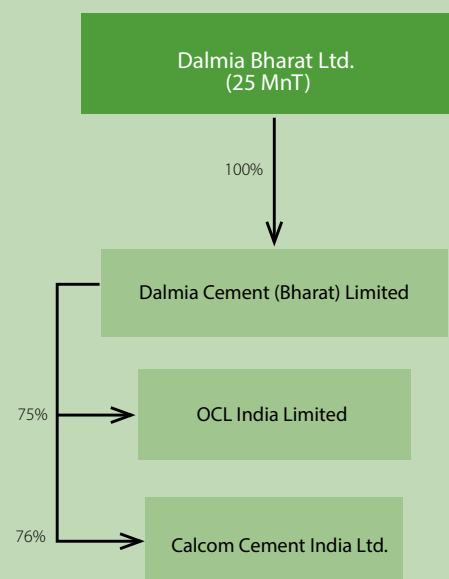 Dalmia Bharat Ltd.
(25 MnT)
100%
Dalmia Cement (Bharat) Limited
75%
OCL India Limited
76%
Calcom Cement India Ltd.